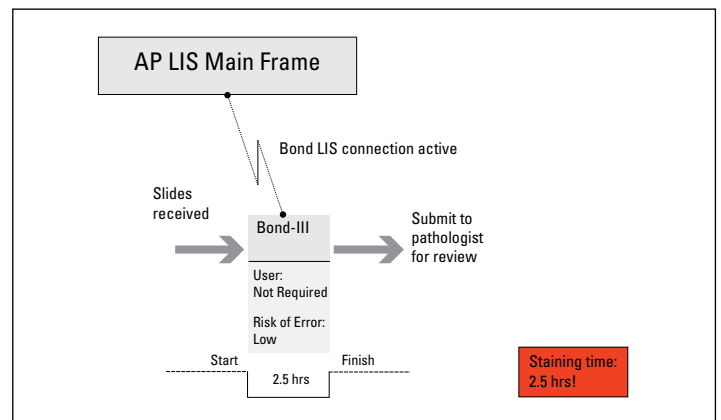 AP LIS Main Frame
Bond LIS connection active
Slides
received
Bond-III
Submit to
pathologist
for review
User:
Not Required
Risk of Error:
Low
Start
Finish
2.5 hrs
Staining time:
2.5 hrs!